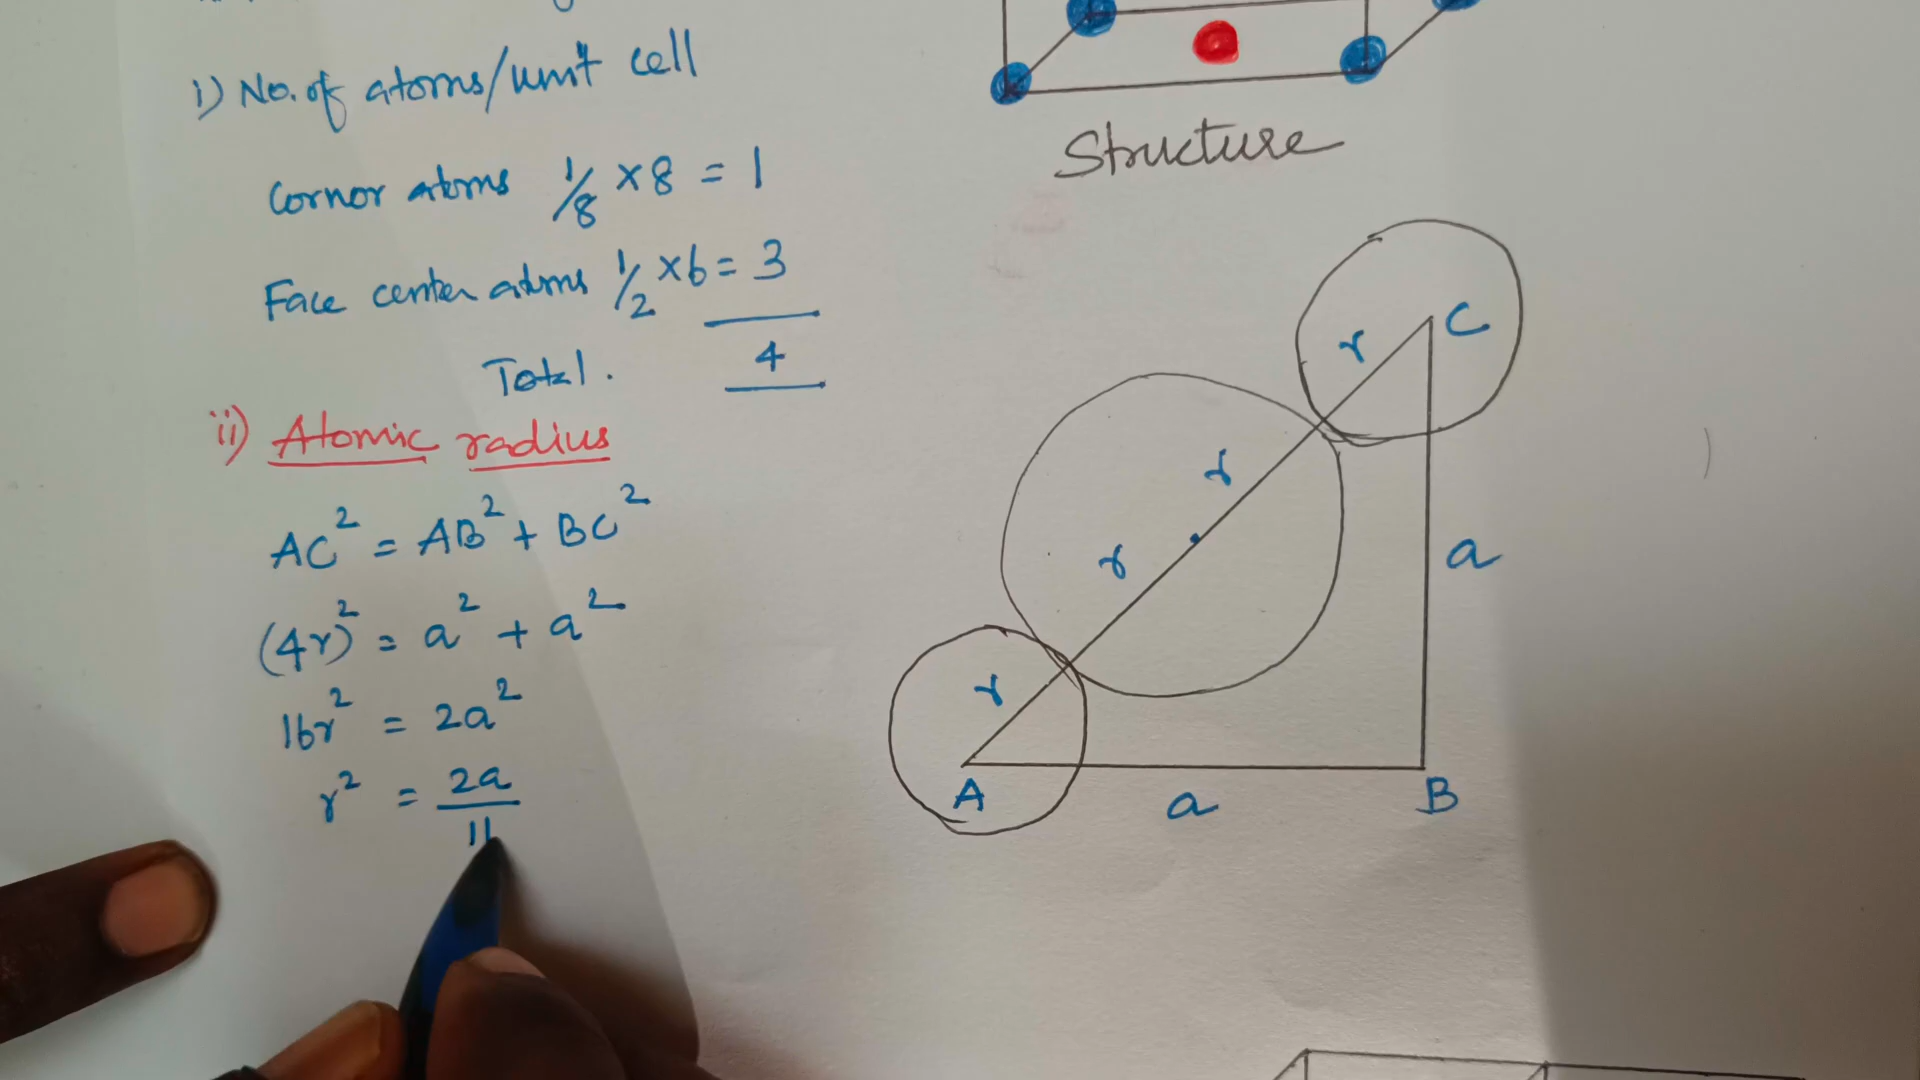 i) No. of atoms/unit cell
Cornor atoms 1/8 × 8 = 1
Face center atoms 1/2 × 6 = 3
Total. 4
ii) Atomic radius
AC² = AB² + BC²
(4r)² = a² + a²
16r² = 2a²
r² = 2a/
Structure
C
r
r
r
a
r
A
a
B